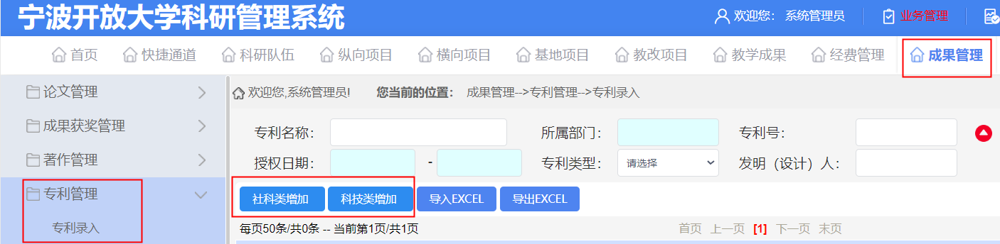 宁波开放大学科研管理系统
欢迎您： 系统管理员 业务管理
首页 快捷通道 科研队伍 纵向项目 横向项目 基地项目 教改项目 教学成果 经费管理 成果管理
论文管理
成果获奖管理
著作管理
专利管理
专利录入
欢迎您,系统管理员! 您当前的位置： 成果管理-->专利管理-->专利录入
专利名称： 所属部门： 专利号：
授权日期： - 专利类型： 请选择 发明（设计）人：
社科类增加 科技类增加 导入EXCEL 导出EXCEL
每页50条/共0条 -- 当前第1页/共1页 首页 上一页 [1] 下一页 末页